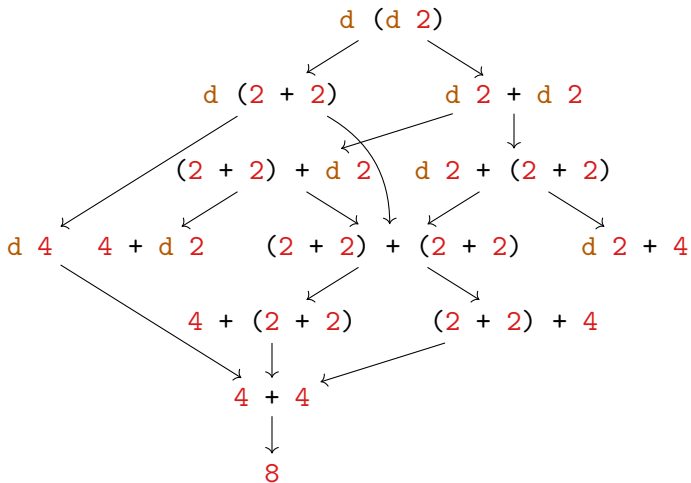 d (d 2)
d (2 + 2) d 2 + d 2
(2 + 2) + d 2 d 2 + (2 + 2)
d 4 4 + d 2 (2 + 2) + (2 + 2) d 2 + 4
4 + (2 + 2) (2 + 2) + 4
4 + 4
8